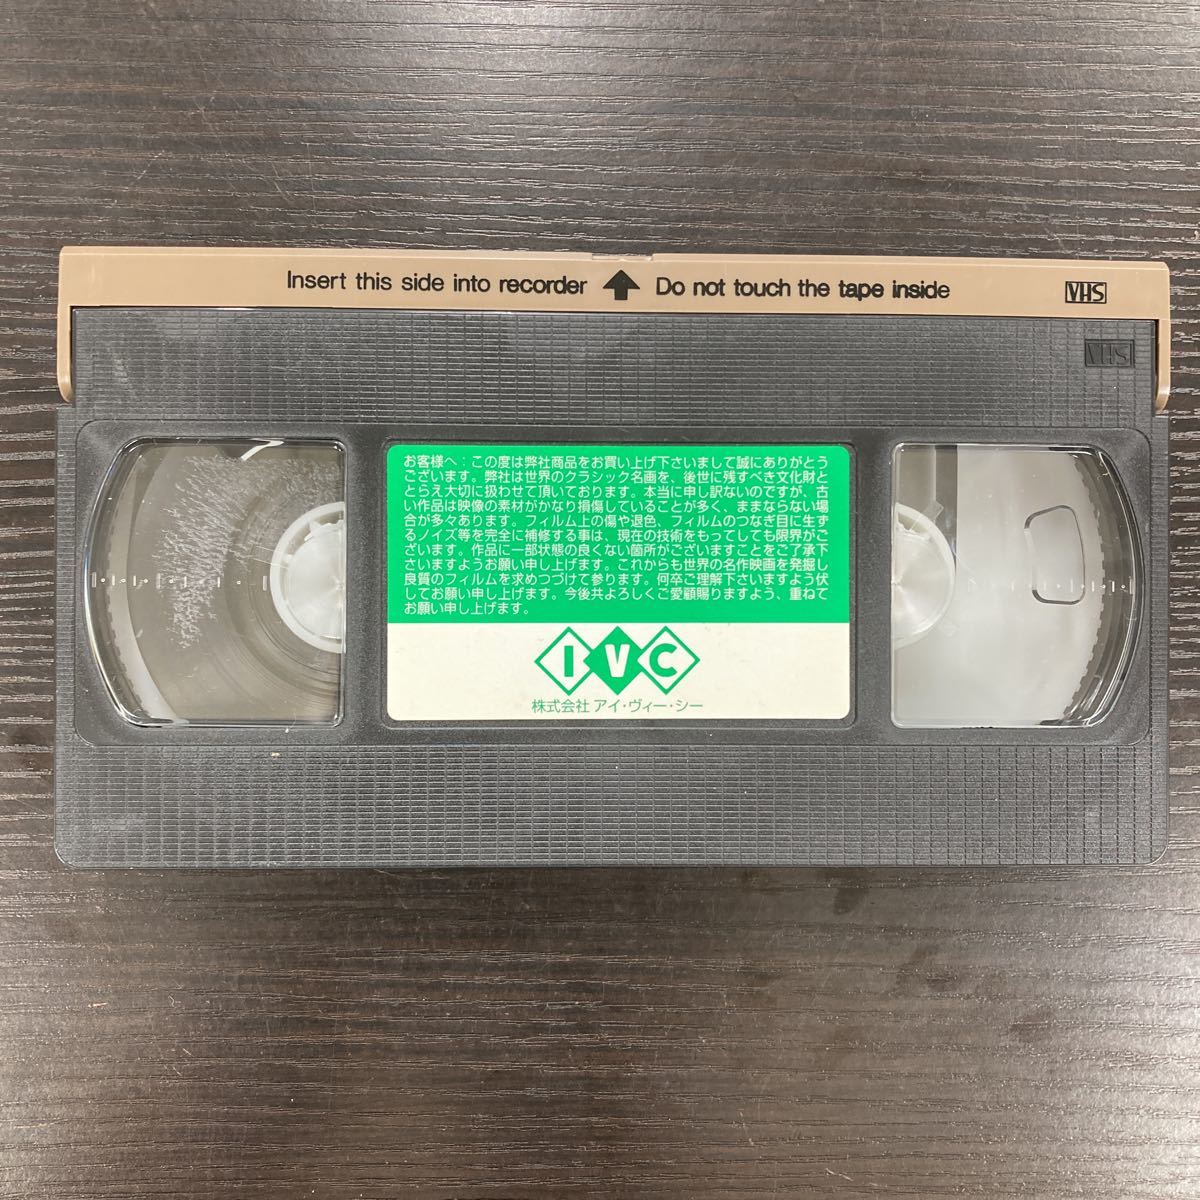 Insert this side into recorder Do not touch the tape inside VHS
VHS
お客様へ:この度は弊社商品をお買い上げ下さいまして誠にありがとう
ございます。弊社は世界のクラシック名画を、後世に残すべき文化財と
とらえ大切に扱わせて頂いております。本当に申し訳ないのですが、古
い作品は映像の素材がかなり損傷していることが多く、ままならない場
合が多々あります。フィルム上の傷や退色、フィルムのつなぎ目に生ず
るノイズ等を完全に補修する事は、現在の技術をもってしても限界がご
ざいます。作品に一部状態の良くない箇所がございますことをご了承下
さいますようお願い申し上げます。これからも世界の名作映画を発掘し
良質のフィルムを求めつづけて参ります。何卒ご理解下さいますよう伏
してお願い申し上げます。今後共よろしくご愛顧賜りますよう、重ねて
お願い申し上げます。
IVC
株式会社 アイ・ヴィー・シー